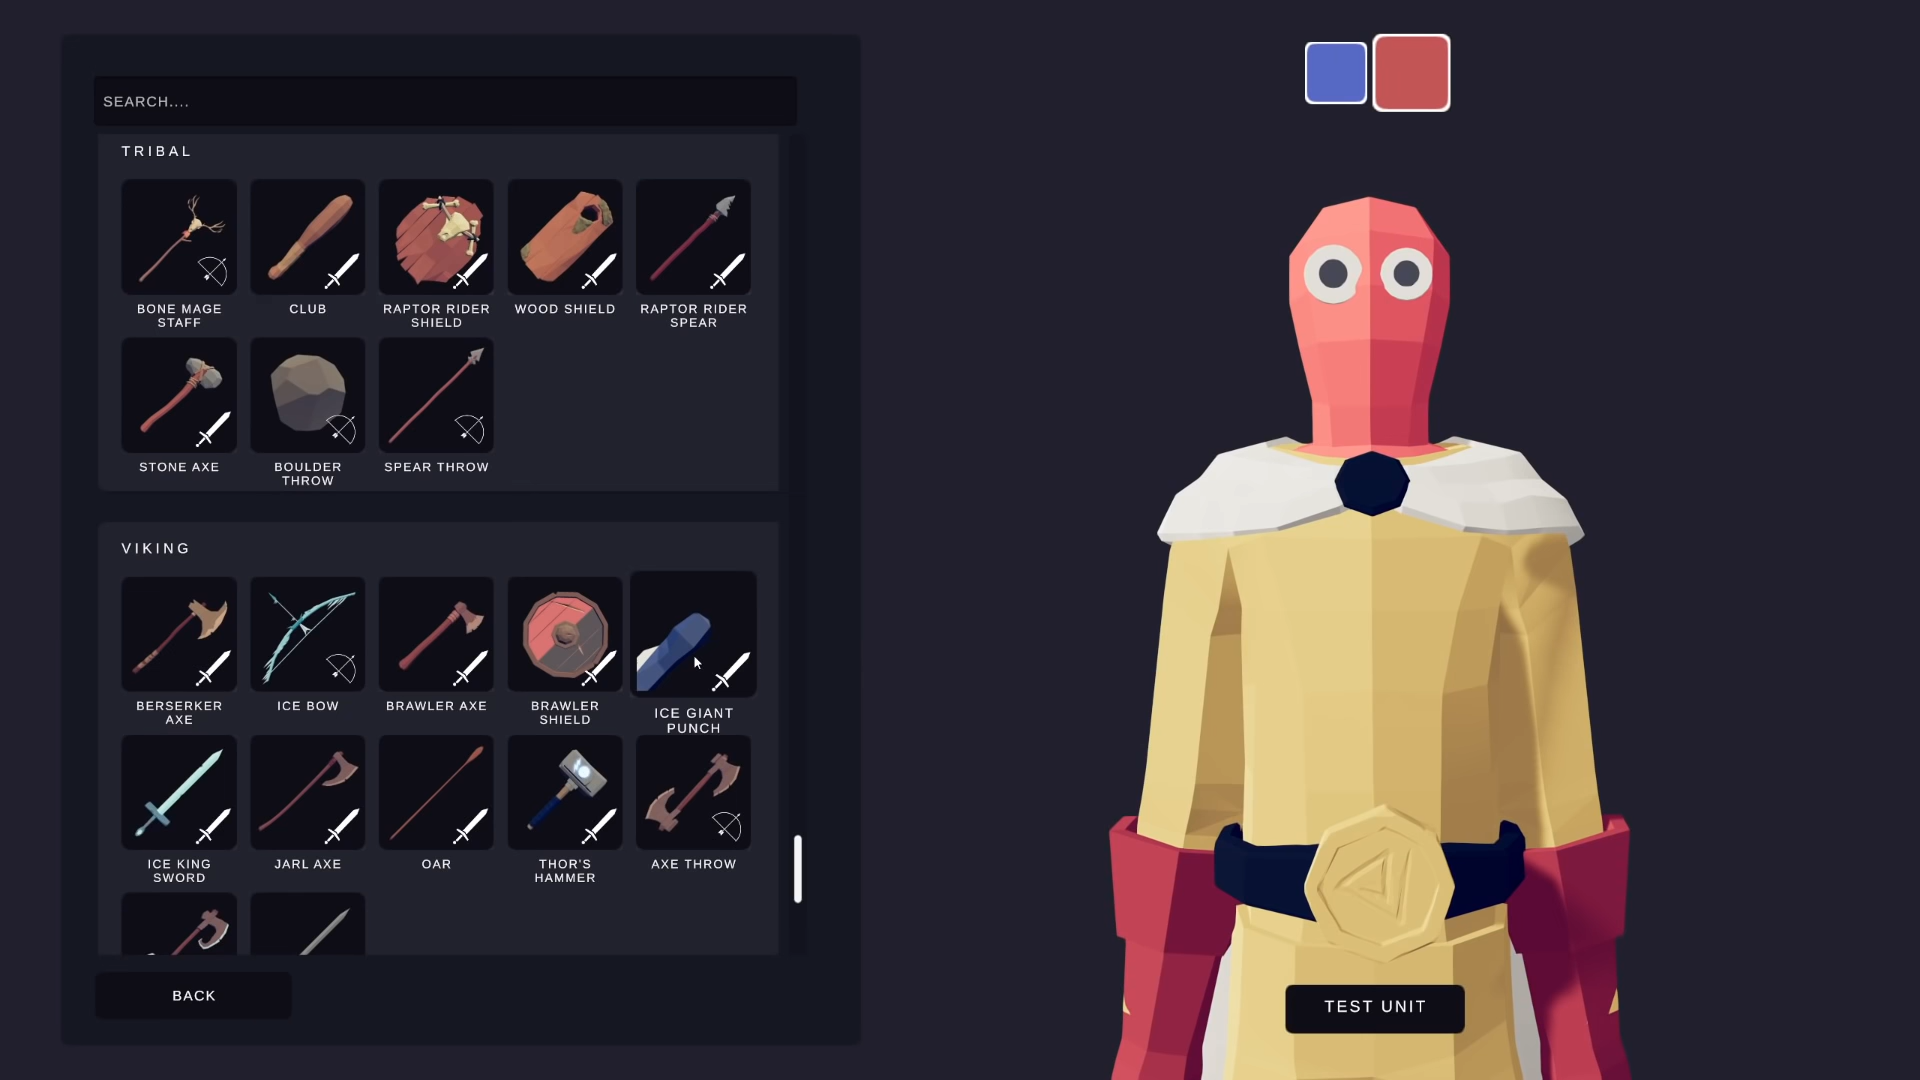 SEARCH....
TRIBAL
BONE MAGE
STAFF
CLUB
RAPTOR RIDER
SHIELD
WOOD SHIELD
RAPTOR RIDER
SPEAR
STONE AXE
BOULDER
THROW
SPEAR THROW
VIKING
BERSERKER
AXE
ICE BOW
BRAWLER AXE
BRAWLER
SHIELD
ICE GIANT
PUNCH
ICE KING
SWORD
JARL AXE
OAR
THOR'S
HAMMER
AXE THROW
BACK
TEST UNIT